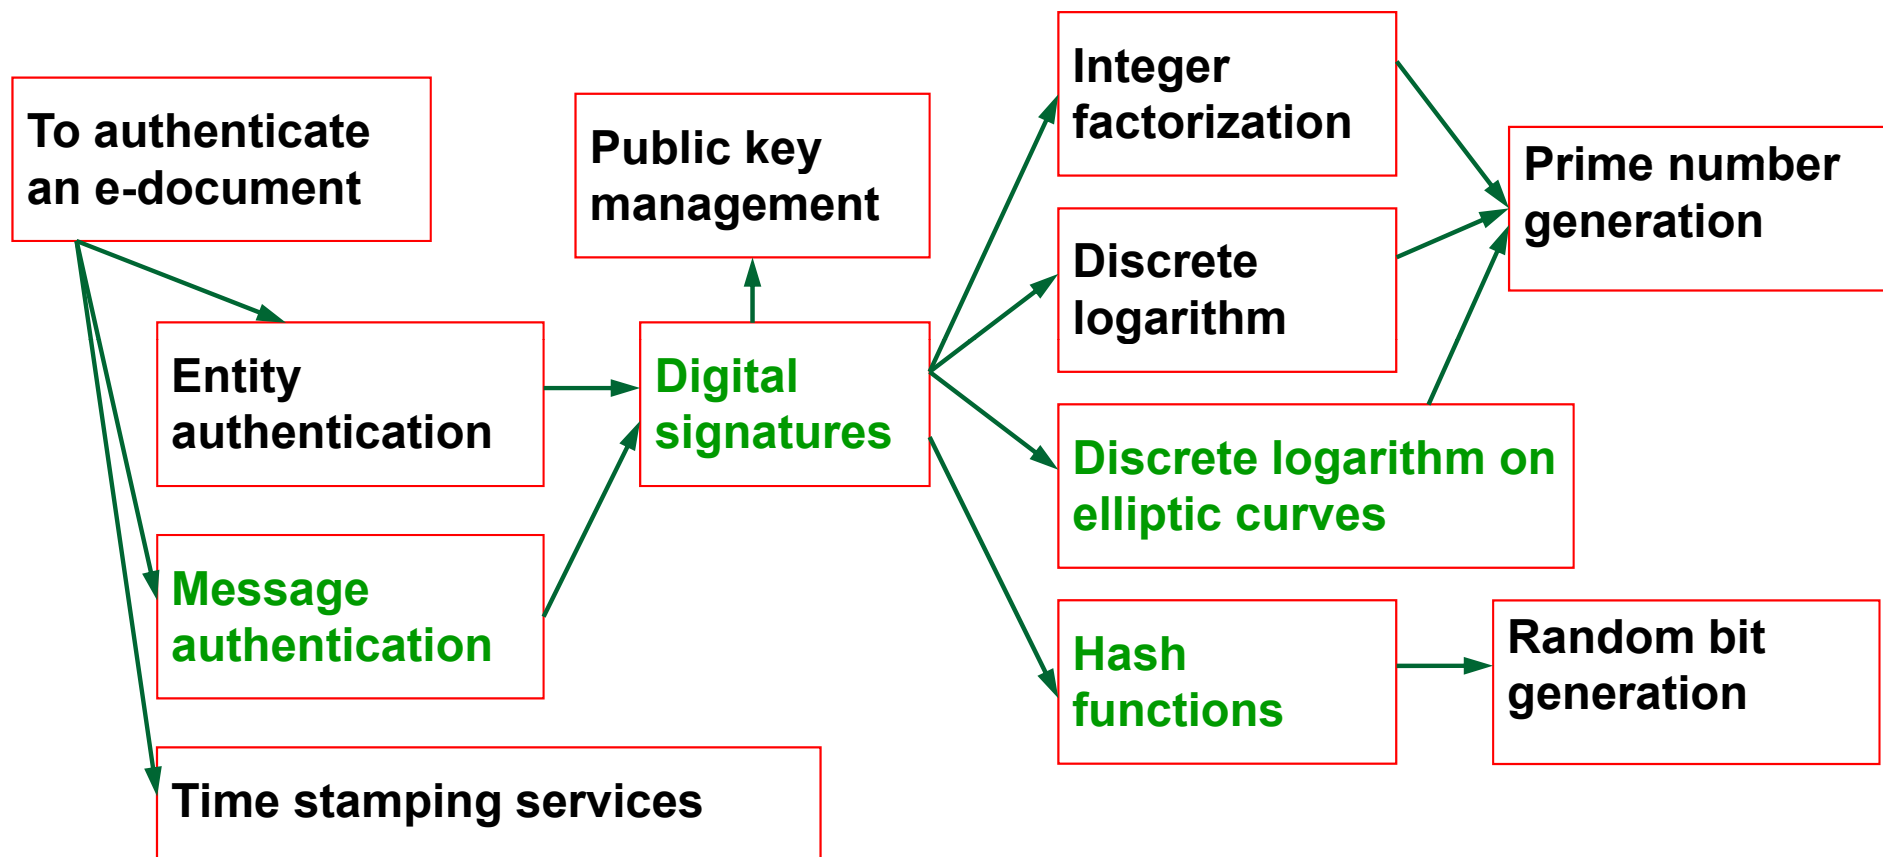 To authenticate
an e-document
Public key
management
Integer
factorization
Prime number
generation
Discrete
logarithm
Entity
authentication
Digital
signatures
Discrete logarithm on
elliptic curves
Message
authentication
Hash
functions
Random bit
generation
Time stamping services